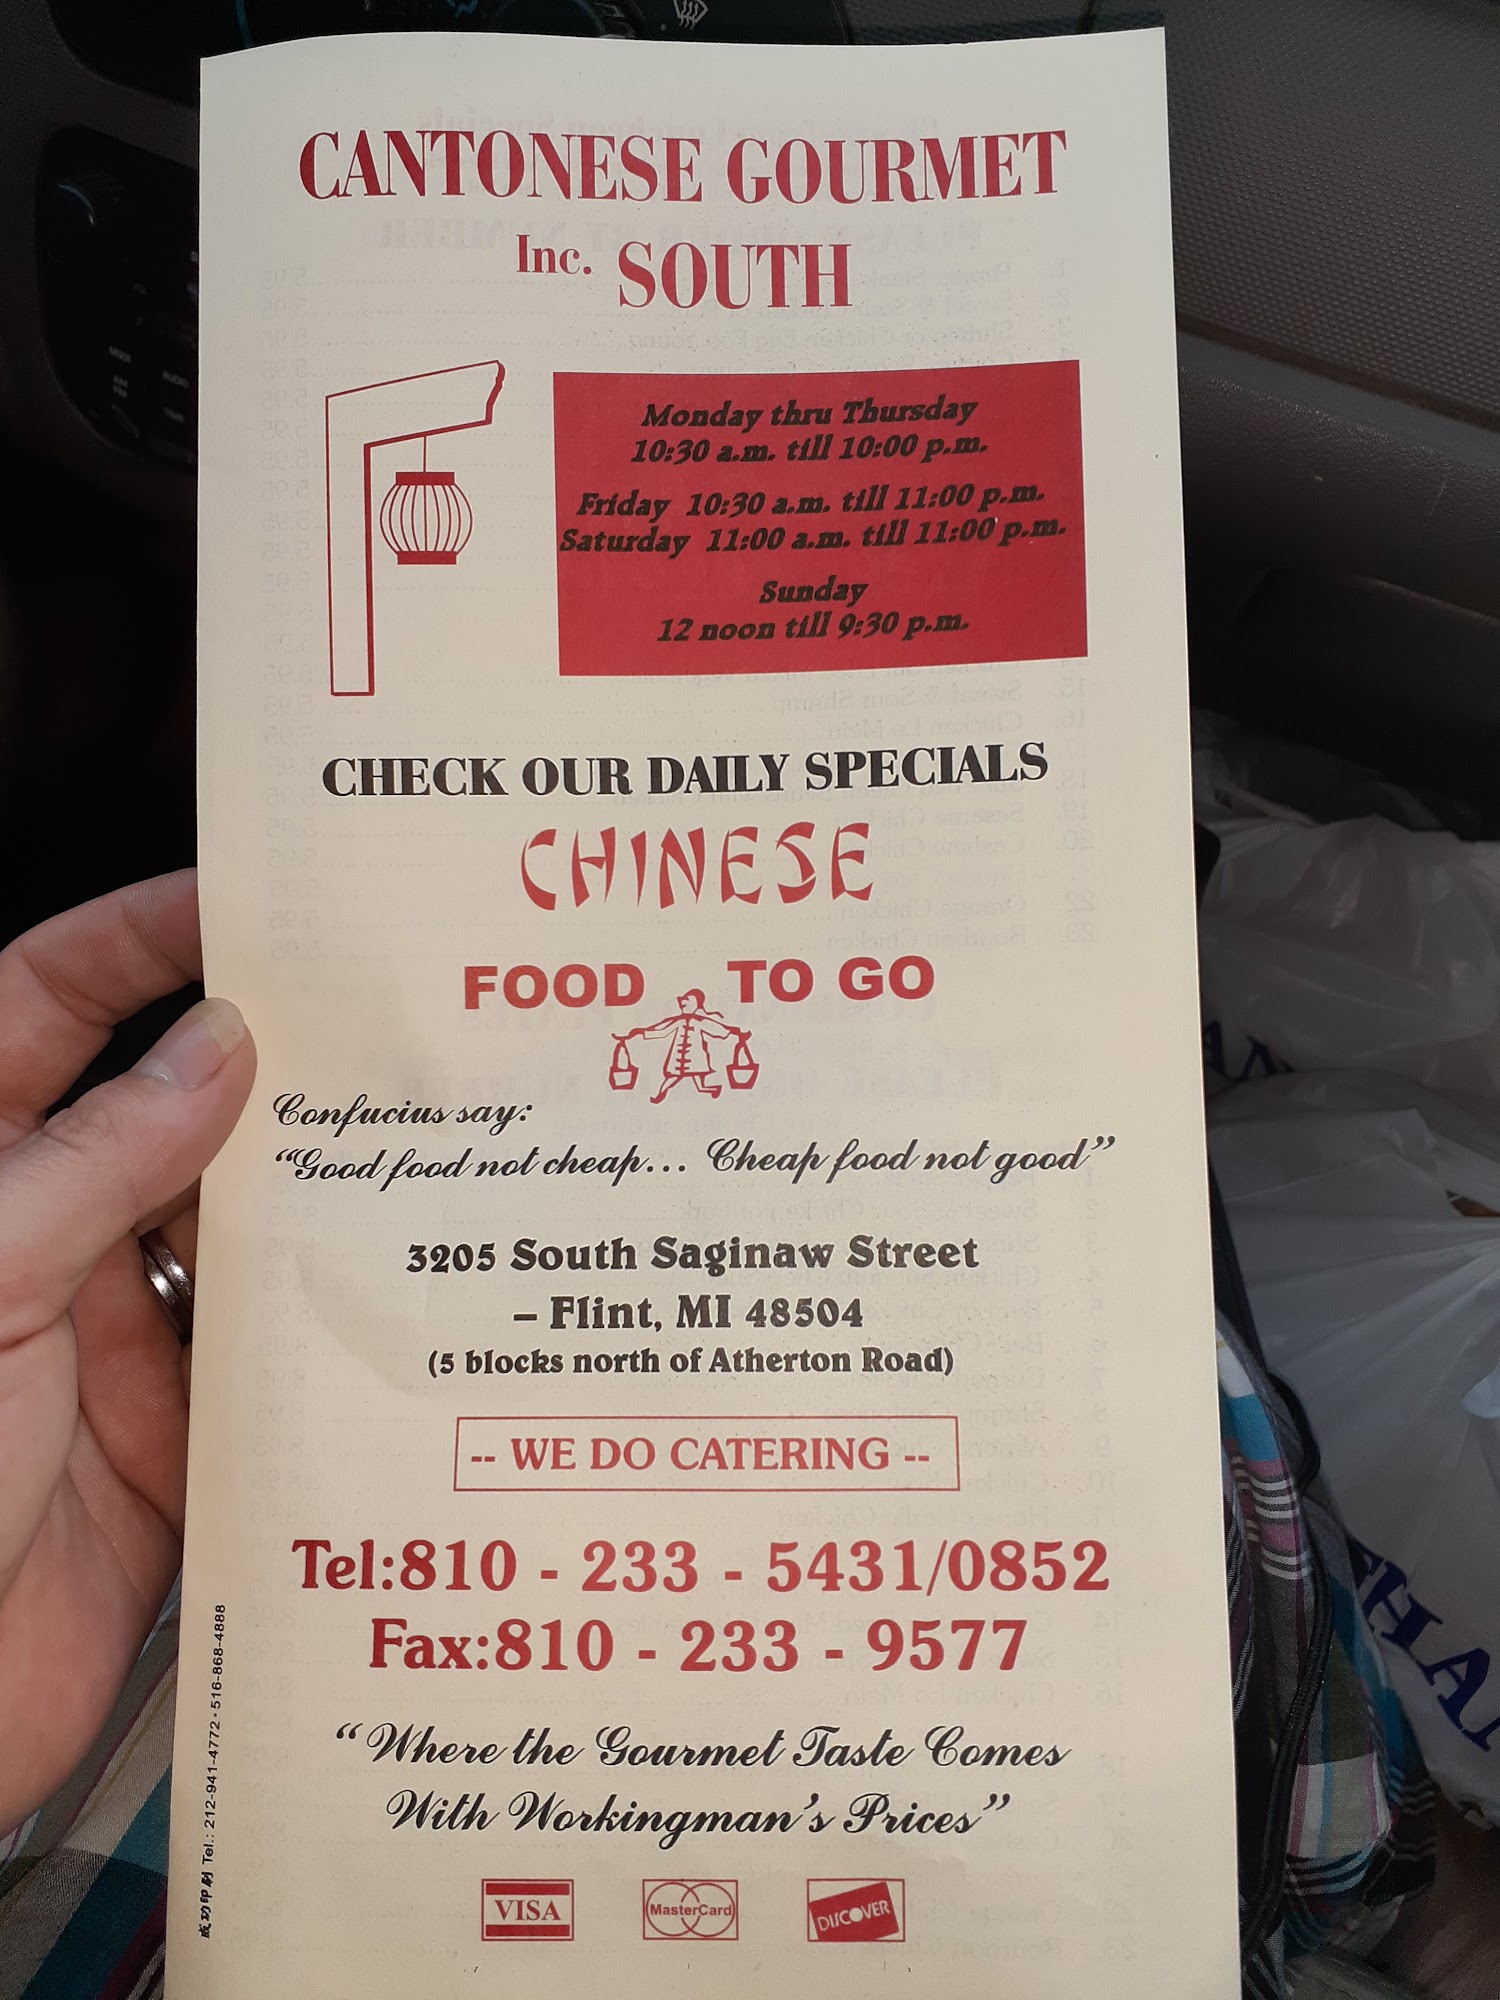 CANTONESE GOURMET
Inc. SOUTH
Monday thru Thursday
10:30 a.m. till 10:00 p.m.
Friday 10:30 a.m. till 11:00 p.m.
Saturday 11:00 a.m. till 11:00 p.m.
Sunday
12 noon till 9:30 p.m.
CHECK OUR DAILY SPECIALS
CHINESE
FOOD TO GO
Confucius say:
“Good food not cheap... Cheap food not good”
3205 South Saginaw Street
– Flint, MI 48504
(5 blocks north of Atherton Road)
-- WE DO CATERING --
Tel:810 - 233 - 5431/0852
Fax:810 - 233 - 9577
“Where the Gourmet Taste Comes
With Workingman’s Prices”
VISA
MasterCard
DISCOVER
成功印刷 Tel.: 212-941-4772 · 516-868-4888